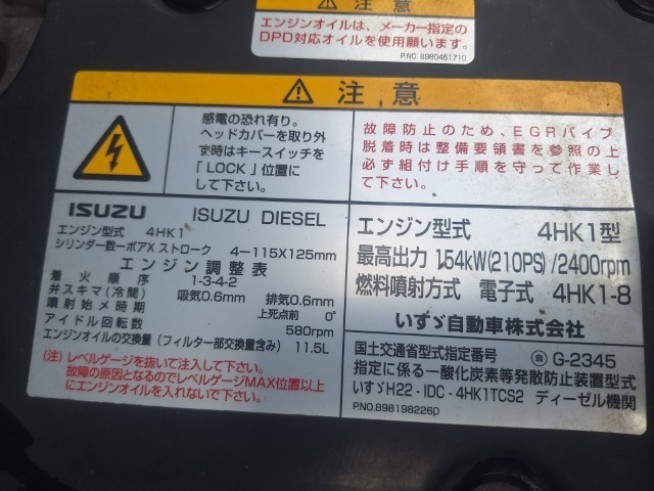 ⚠ 注意
エンジンオイルは、メーカー指定の
DPD対応オイルを使用願います。
P.NO. 8980461710
⚠ 注意
感電の恐れ有り。
ヘッドカバーを取り外
す時はキースイッチを
「LOCK」位置に
して下さい。
故障防止のため、EGRパイプ
脱着時は整備要領書を参照の上
必ず組付け手順を守って作業し
て下さい。
ISUZU ISUZU DIESEL
エンジン型式 4HK1
シリンダー数ーボアX ストローク 4-115X125mm
エンジン調整表
着火順序 1-3-4-2
弁スキマ(冷間) 吸気0.6mm 排気0.6mm
噴射始メ時期 上死点前 0°
アイドル回転数 580rpm
エンジンオイルの交換量(フィルター部交換量含み) 11.5L
(注)レベルゲージを抜いて注入して下さい。
故障の原因となるのでレベルゲージMAX位置以上
にエンジンオイルを入れないで下さい。
エンジン型式 4HK1型
最高出力 154kW(210PS)/2400rpm
燃料噴射方式 電子式 4HK1-8
いすゞ自動車株式会社
国土交通省型式指定番号 ㊀ G-2345
指定に係る一酸化炭素等発散防止装置型式
いすゞH22-IDC-4HK1TCS2 ディーゼル機関
P.NO.8981982260